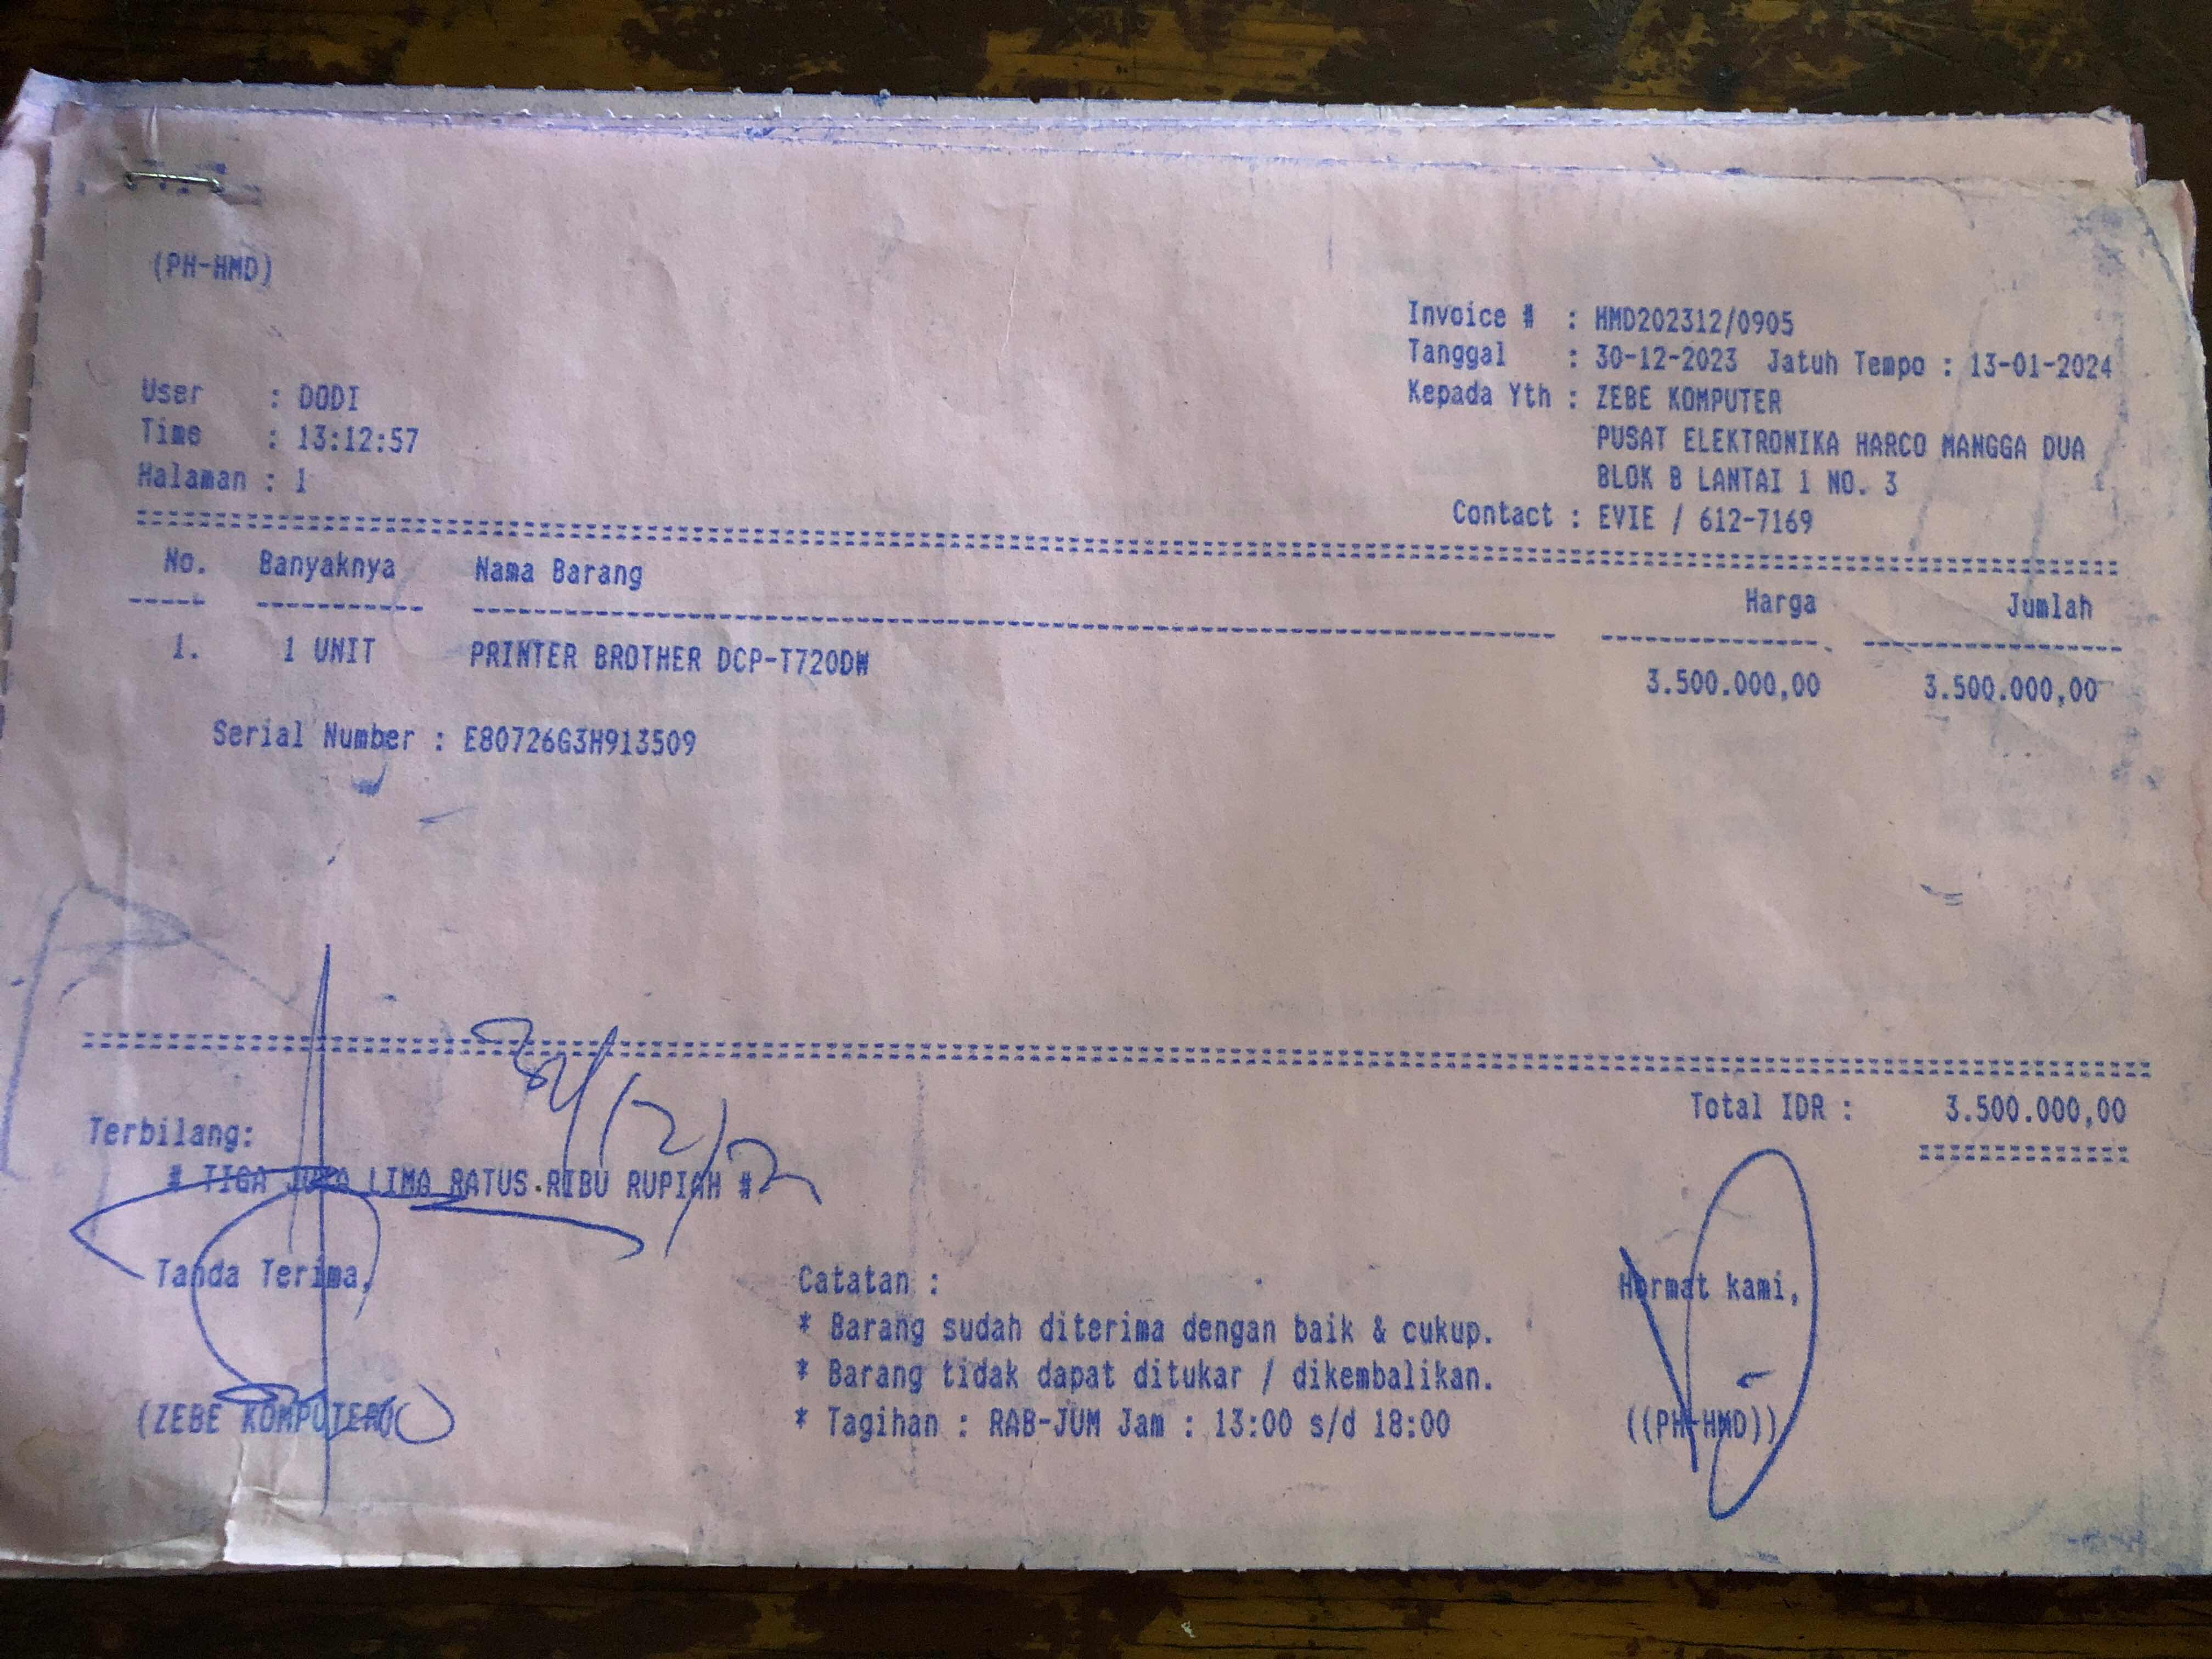 (PH-HMD)
Invoice # : HMD202312/0905
Tanggal : 30-12-2023 Jatuh Tempo : 13-01-2024
Kepada Yth : ZEBE KOMPUTER
PUSAT ELEKTRONIKA HARCO MANGGA DUA
BLOK B LANTAI 1 NO. 3
Contact : EVIE / 612-7169
User : DODI
Time : 13:12:57
Halaman : 1
No. Banyaknya Nama Barang Harga Jumlah
1. 1 UNIT PRINTER BROTHER DCP-T720DW 3.500.000,00 3.500.000,00
Serial Number : E80726G3H913509
Total IDR : 3.500.000,00
Terbilang:
# TIGA JUTA LIMA RATUS RIBU RUPIAH #
Tanda Terima,
(ZEBE KOMPUTER)
Catatan :
* Barang sudah diterima dengan baik & cukup.
* Barang tidak dapat ditukar / dikembalikan.
* Tagihan : RAB-JUM Jam : 13:00 s/d 18:00
Hormat kami,
((PH-HMD))